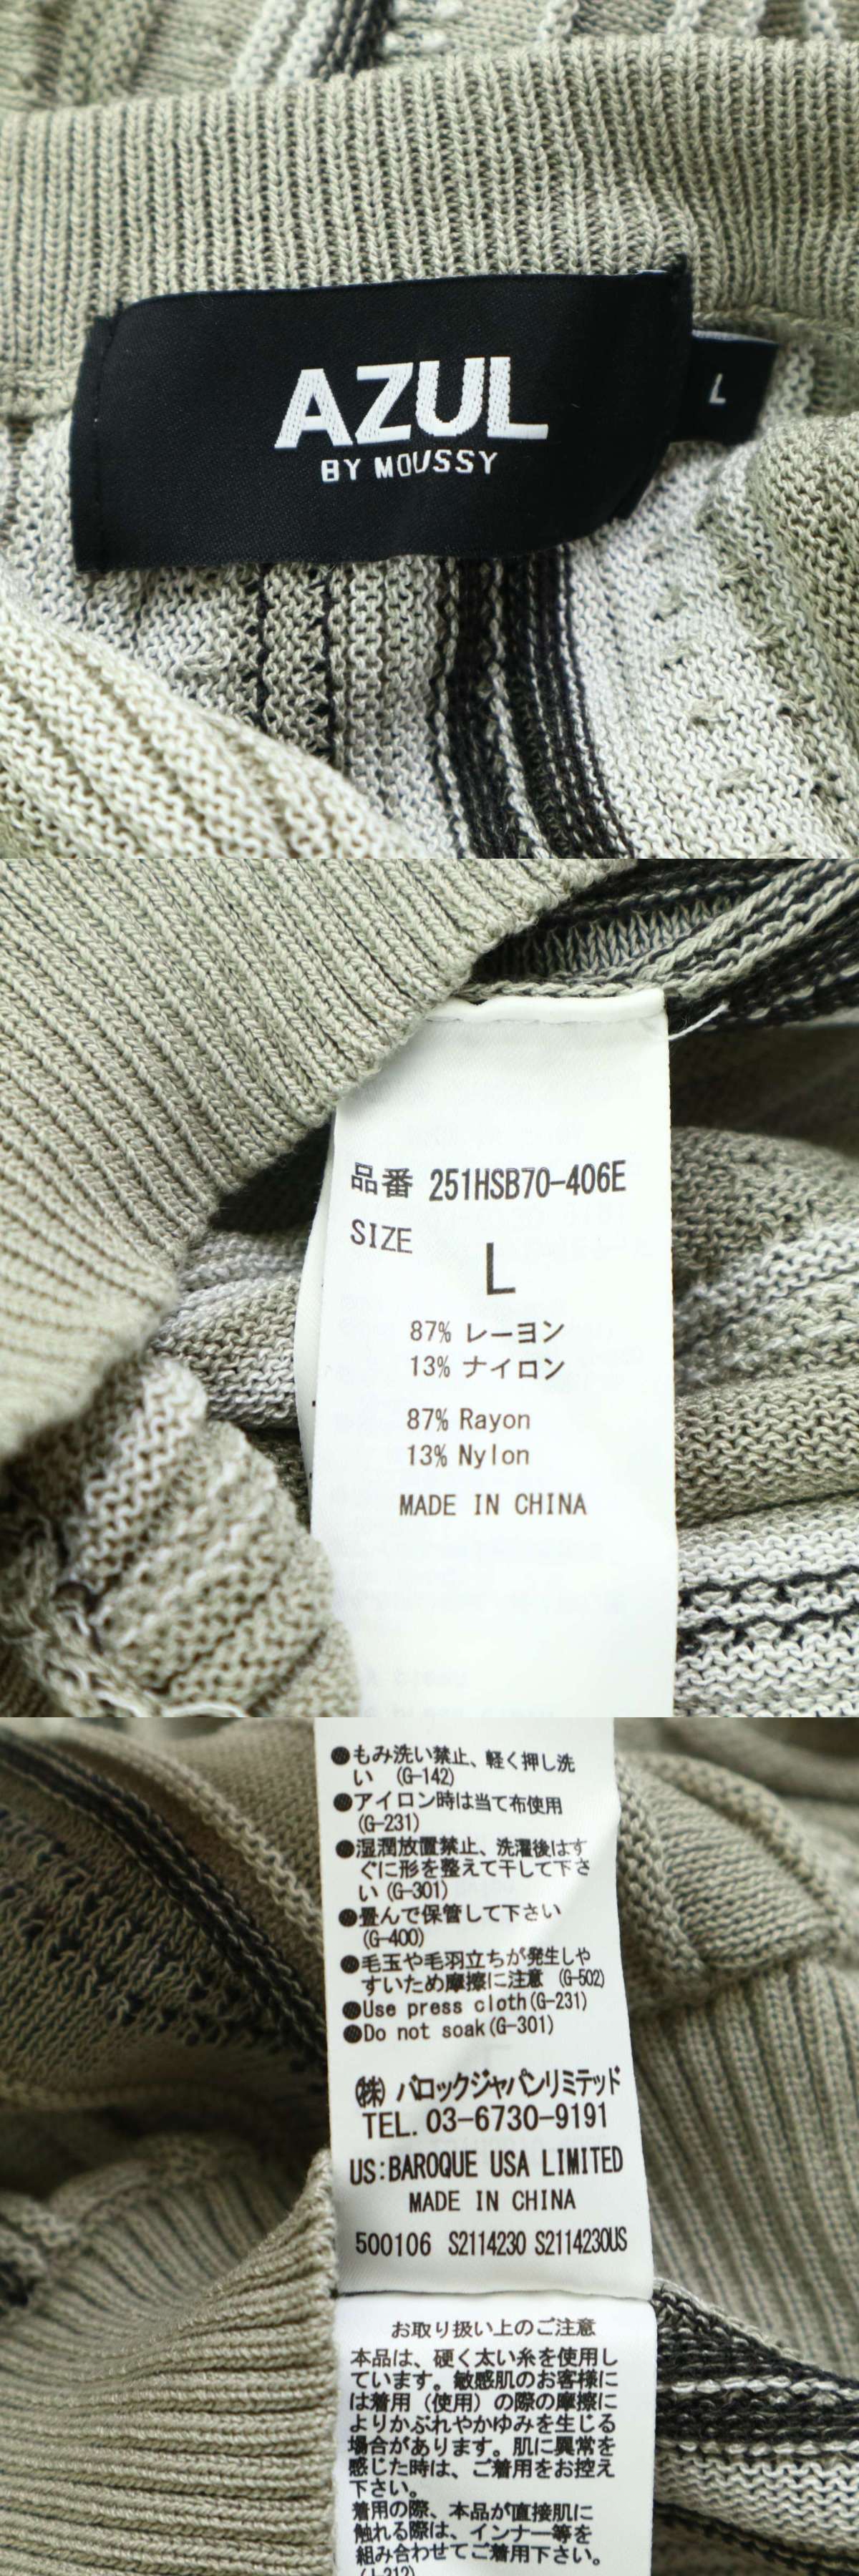 AZUL
BY MOUSSY
L
品番 251HSB70-406E
SIZE
L
87% レーヨン
13% ナイロン
87% Rayon
13% Nylon
MADE IN CHINA
●もみ洗い禁止、軽く押し洗
い (G-142)
●アイロン時は当て布使用
(G-231)
●湿潤放置禁止、洗濯後はす
ぐに形を整えて干して下さ
い (G-301)
●畳んで保管して下さい
(G-400)
●毛玉や毛羽立ちが発生しや
すいため摩擦に注意 (G-502)
●Use press cloth(G-231)
●Do not soak(G-301)
㈱ バロックジャパンリミテッド
TEL. 03-6730-9191
US:BAROQUE USA LIMITED
MADE IN CHINA
500106 S2114230 S2114230US
お取り扱い上のご注意
本品は、硬く太い糸を使用し
ています。敏感肌のお客様に
は着用（使用）の際の摩擦に
よりかぶれやかゆみを生じる
場合があります。肌に異常を
感じた時は、ご着用をお控え
下さい。
着用の際、本品が直接肌に
触れる際は、インナー等を
組み合わせてご着用下さい。